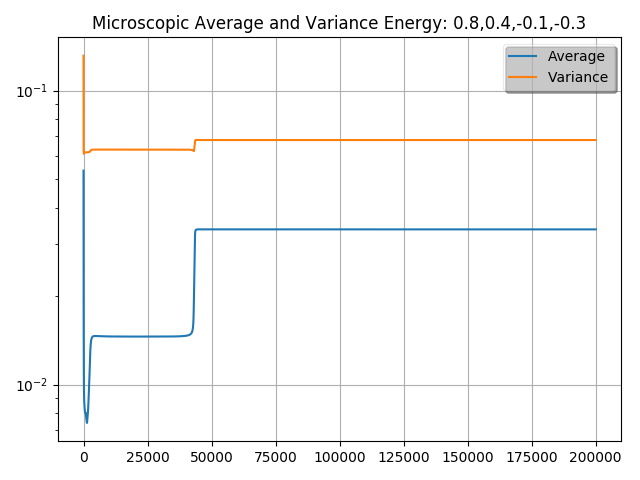 Microscopic Average and Variance Energy: 0.8,0.4,-0.1,-0.3
Average
Variance
10⁻¹
10⁻²
0 25000 50000 75000 100000 125000 150000 175000 200000